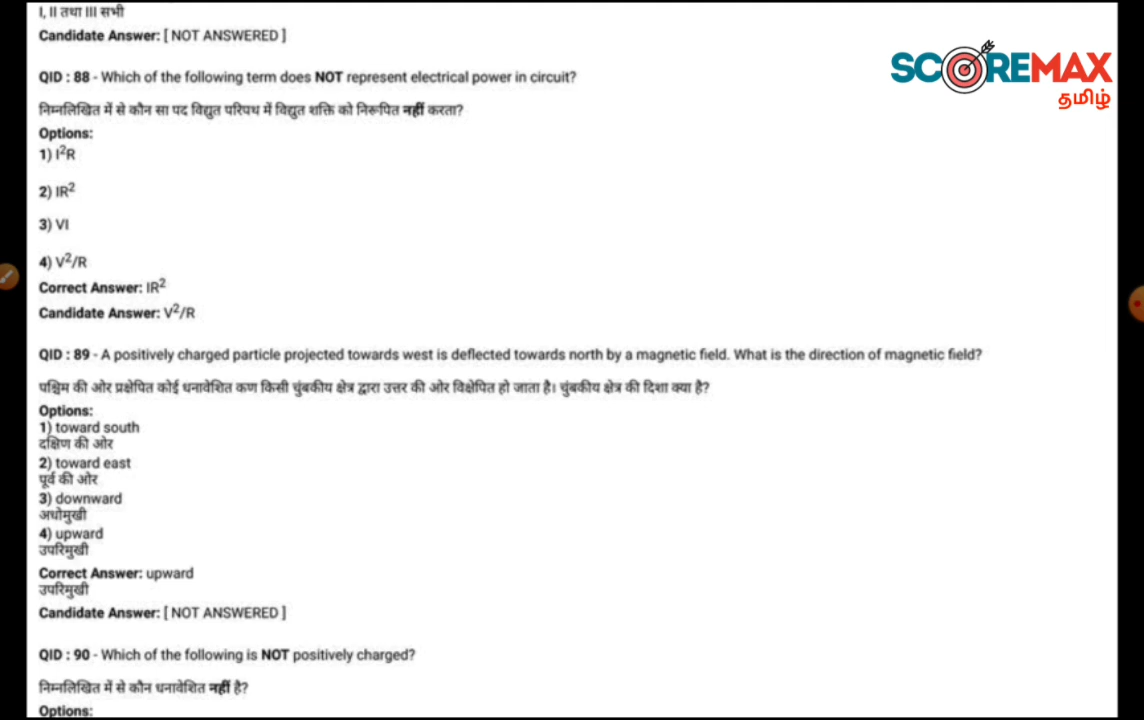 I, II तथा III सभी
Candidate Answer: [ NOT ANSWERED ]
SCOREMAX
தமிழ்
QID : 88 - Which of the following term does NOT represent electrical power in circuit?
निम्नलिखित में से कौन सा पद विद्युत परिपथ में विद्युत शक्ति को निरूपित नहीं करता?
Options:
1) I²R
2) IR²
3) VI
4) V²/R
Correct Answer: IR²
Candidate Answer: V²/R
QID : 89 - A positively charged particle projected towards west is deflected towards north by a magnetic field. What is the direction of magnetic field?
पश्चिम की ओर प्रक्षेपित कोई धनावेशित कण किसी चुंबकीय क्षेत्र द्वारा उत्तर की ओर विक्षेपित हो जाता है। चुंबकीय क्षेत्र की दिशा क्या है?
Options:
1) toward south
दक्षिण की ओर
2) toward east
पूर्व की ओर
3) downward
अधोमुखी
4) upward
उपरिमुखी
Correct Answer: upward
उपरिमुखी
Candidate Answer: [ NOT ANSWERED ]
QID : 90 - Which of the following is NOT positively charged?
निम्नलिखित में से कौन धनावेशित नहीं है?
Options: